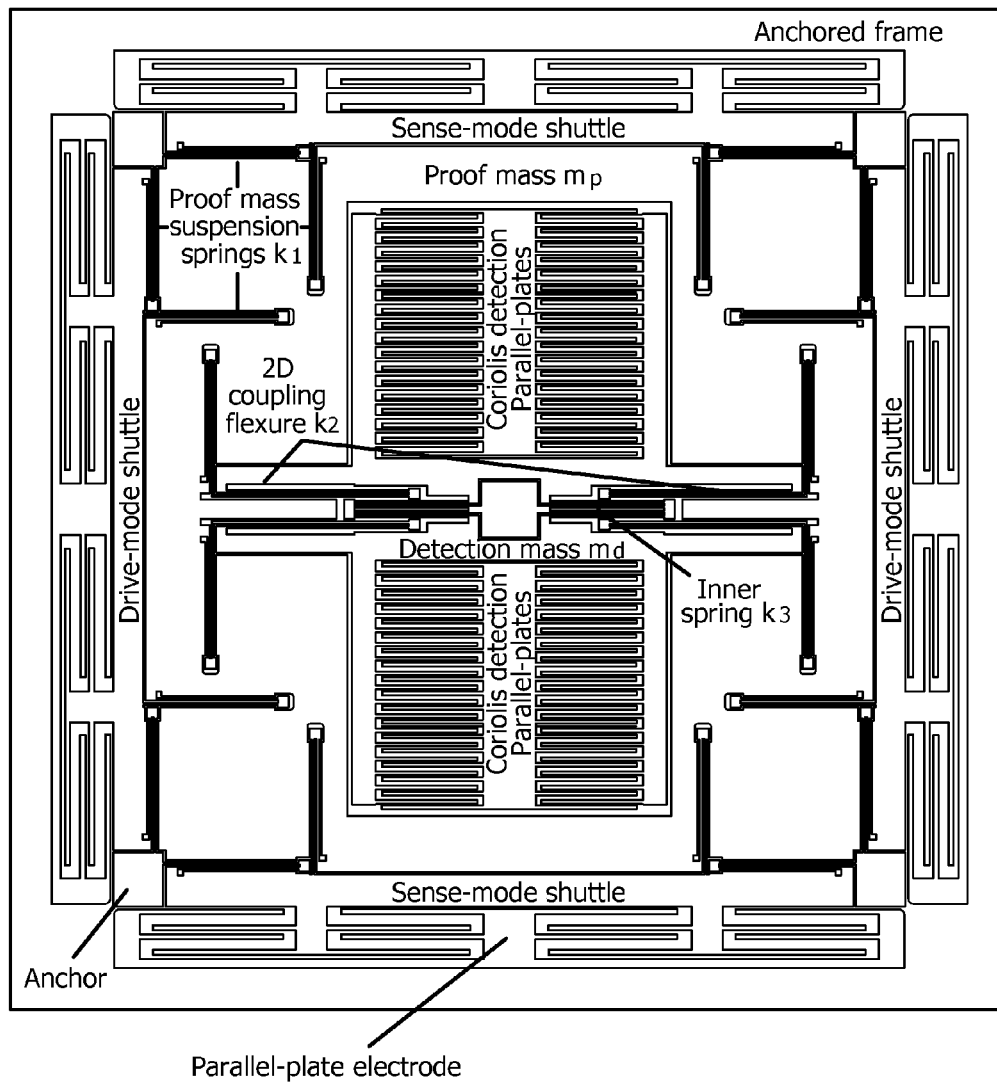 Anchored frame
Sense-mode shuttle
Proof mass mp
Proof mass
suspension
springs k1
Coriolis detection
Parallel-plates
2D
coupling
flexure k2
Drive-mode shuttle
Drive-mode shuttle
Detection mass md
Inner
spring k3
Coriolis detection
Parallel-plates
Sense-mode shuttle
Anchor
Parallel-plate electrode